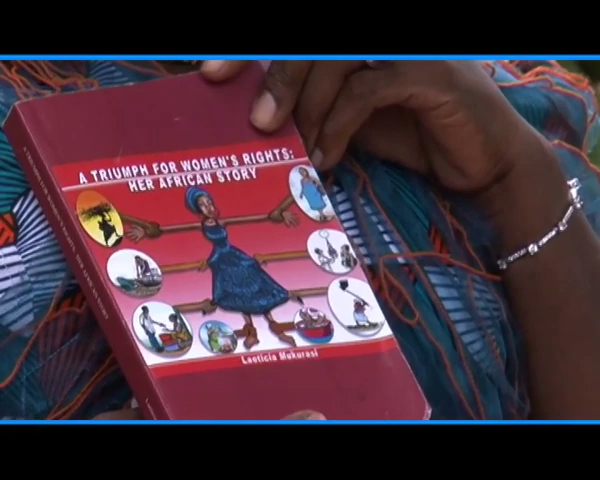 A TRIUMPH FOR WOMEN'S RIGHTS:
HER AFRICAN STORY
Laeticia Mukurasi